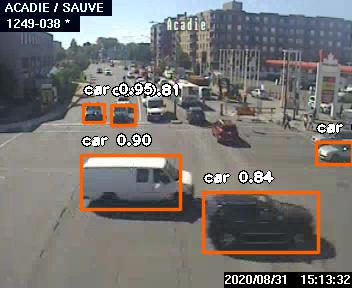 ACADIE / SAUVE
1249-038 *
Acadie
car 0.95
.81
car 0.90
car 0.84
car
2020/08/31 15:13:32